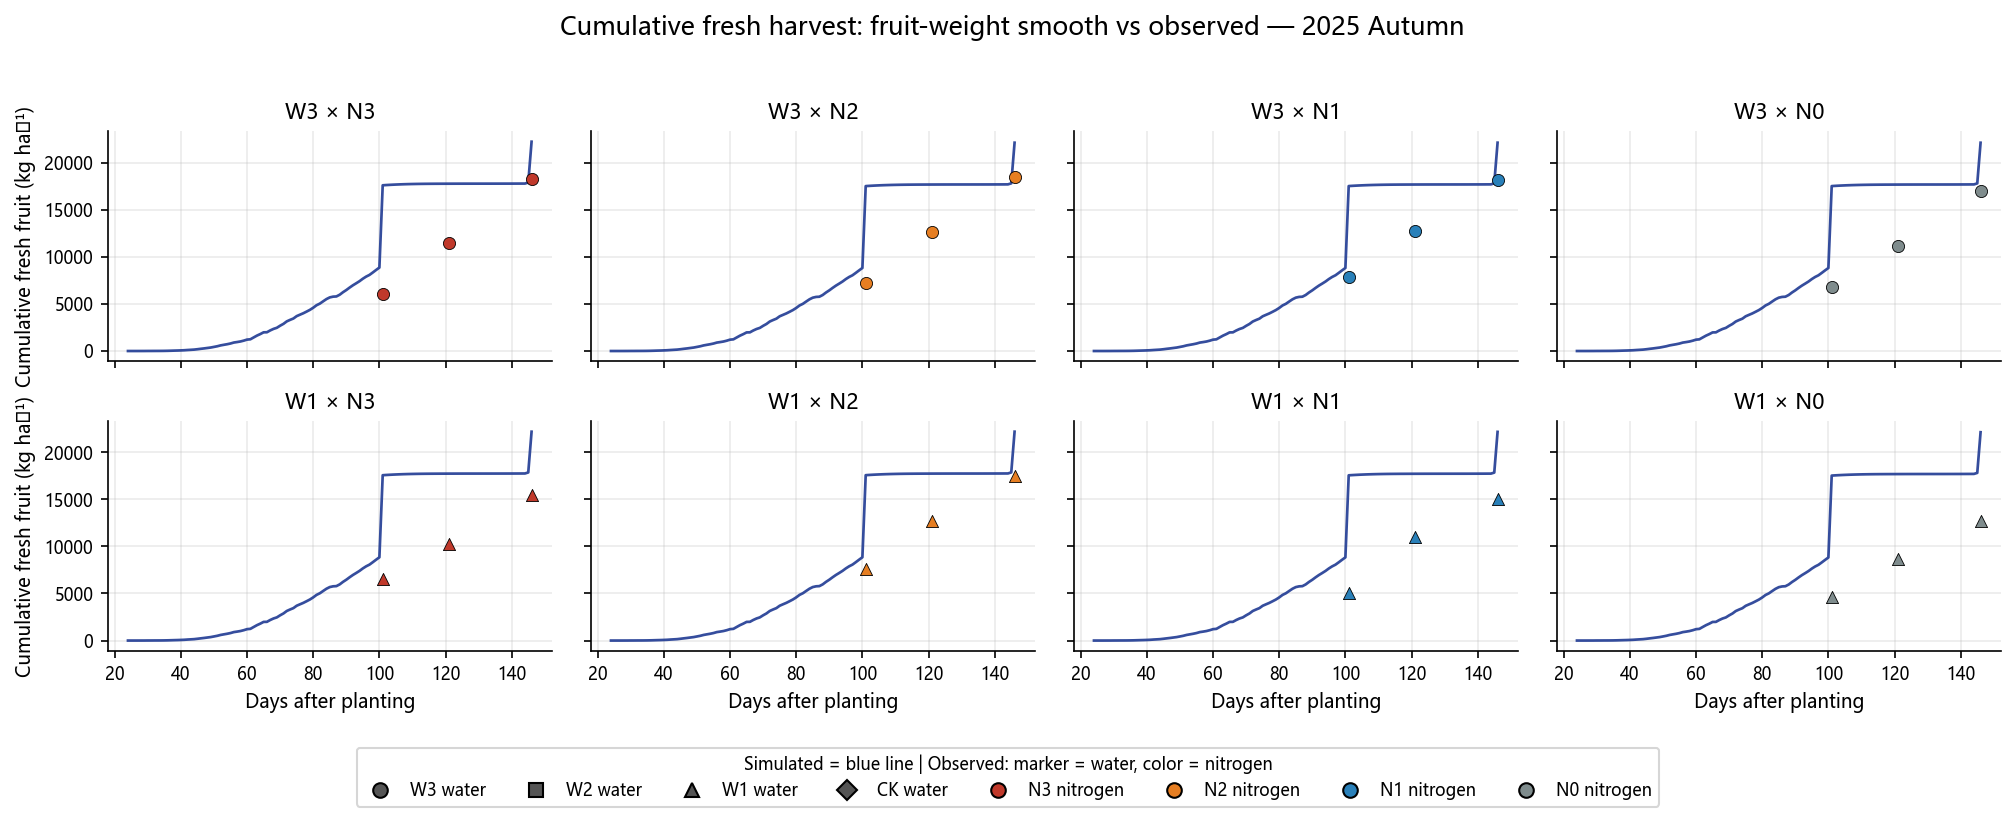 Cumulative fresh harvest: fruit-weight smooth vs observed — 2025 Autumn
W3 × N3
W3 × N2
W3 × N1
W3 × N0
Cumulative fresh fruit (kg ha▯¹)
20000
15000
10000
5000
0
W1 × N3
W1 × N2
W1 × N1
W1 × N0
Cumulative fresh fruit (kg ha▯¹)
20000
15000
10000
5000
0
20 40 60 80 100 120 140
20 40 60 80 100 120 140
20 40 60 80 100 120 140
20 40 60 80 100 120 140
Days after planting
Days after planting
Days after planting
Days after planting
Simulated = blue line | Observed: marker = water, color = nitrogen
W3 water W2 water W1 water CK water N3 nitrogen N2 nitrogen N1 nitrogen N0 nitrogen